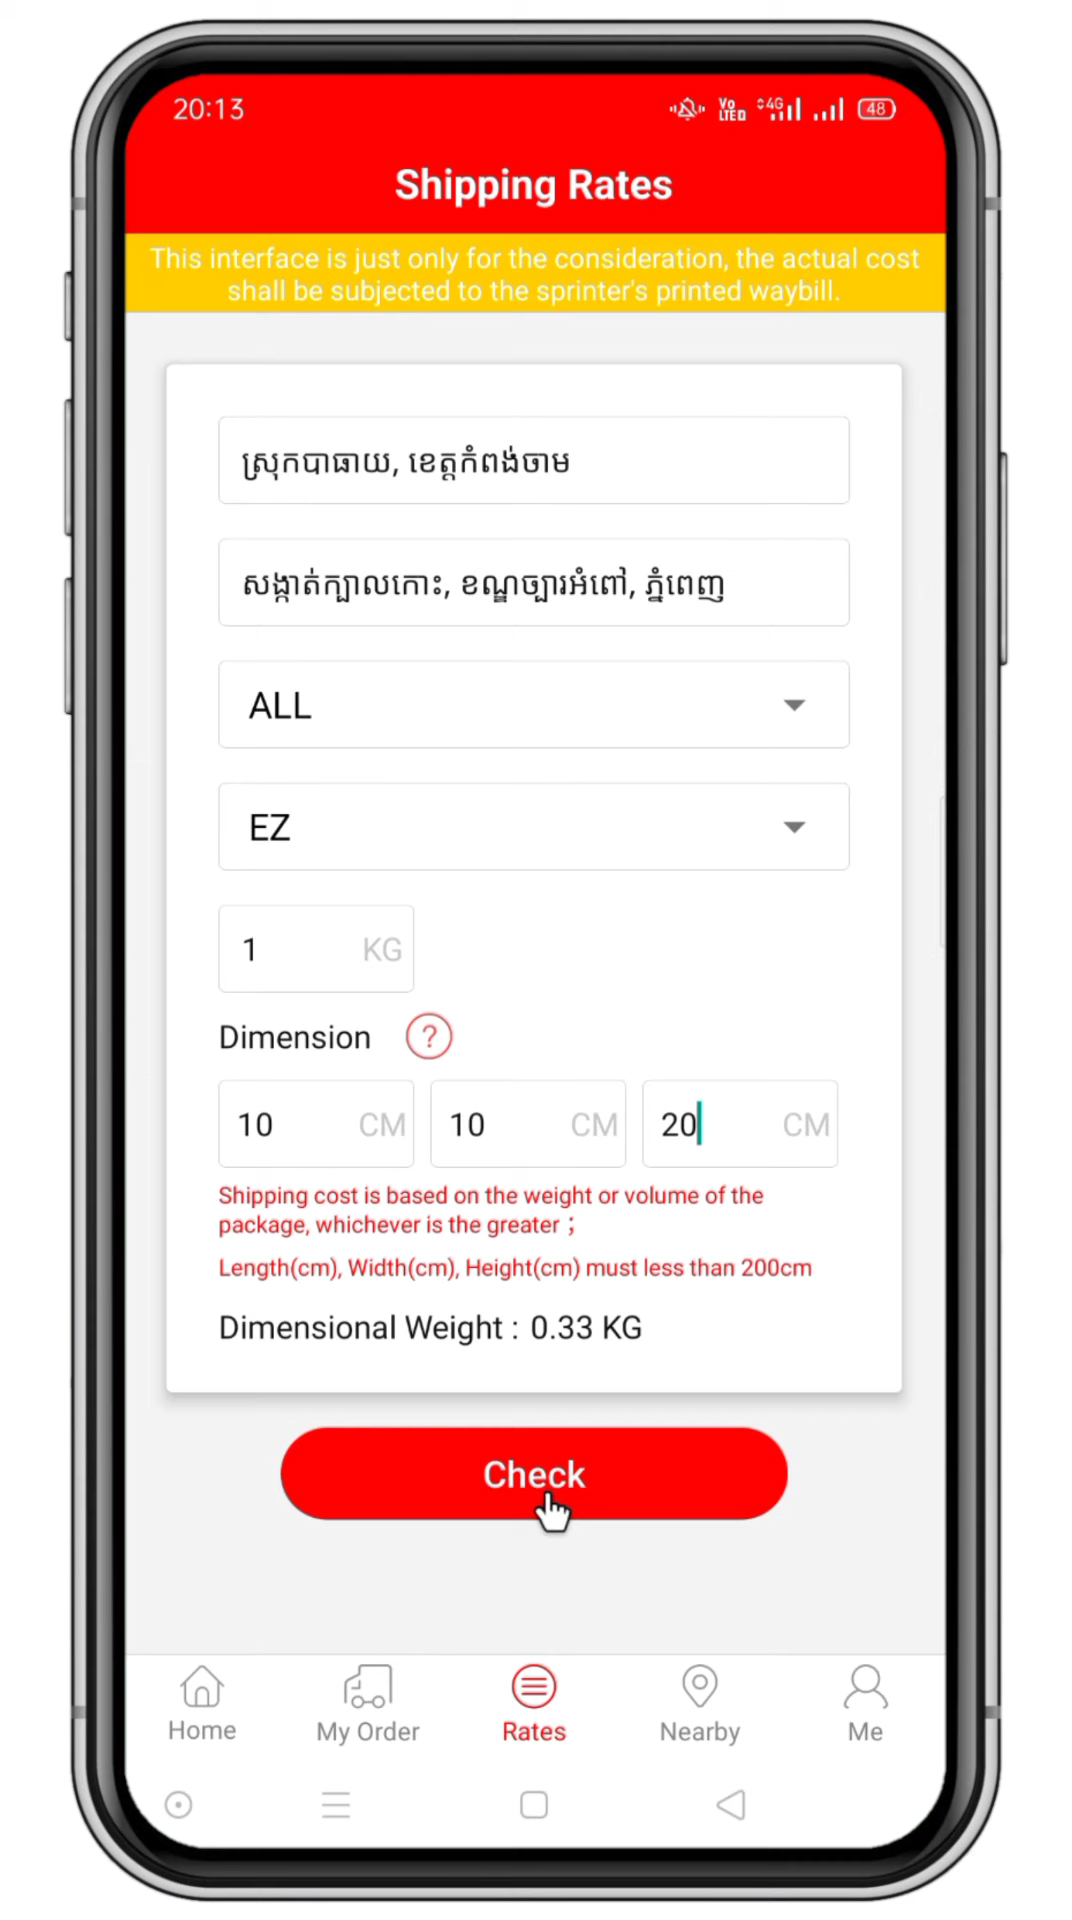 20:13
Vo
LTE
4G
48
Shipping Rates
This interface is just only for the consideration, the actual cost
shall be subjected to the sprinter's printed waybill.
ស្រុកបាធាយ, ខេត្តកំពង់ចាម
សង្កាត់ក្បាលកោះ, ខណ្ឌច្បារអំពៅ, ភ្នំពេញ
ALL
EZ
1 KG
Dimension ?
10 CM 10 CM 20 CM
Shipping cost is based on the weight or volume of the
package, whichever is the greater ;
Length(cm), Width(cm), Height(cm) must less than 200cm
Dimensional Weight : 0.33 KG
Check
Home My Order Rates Nearby Me